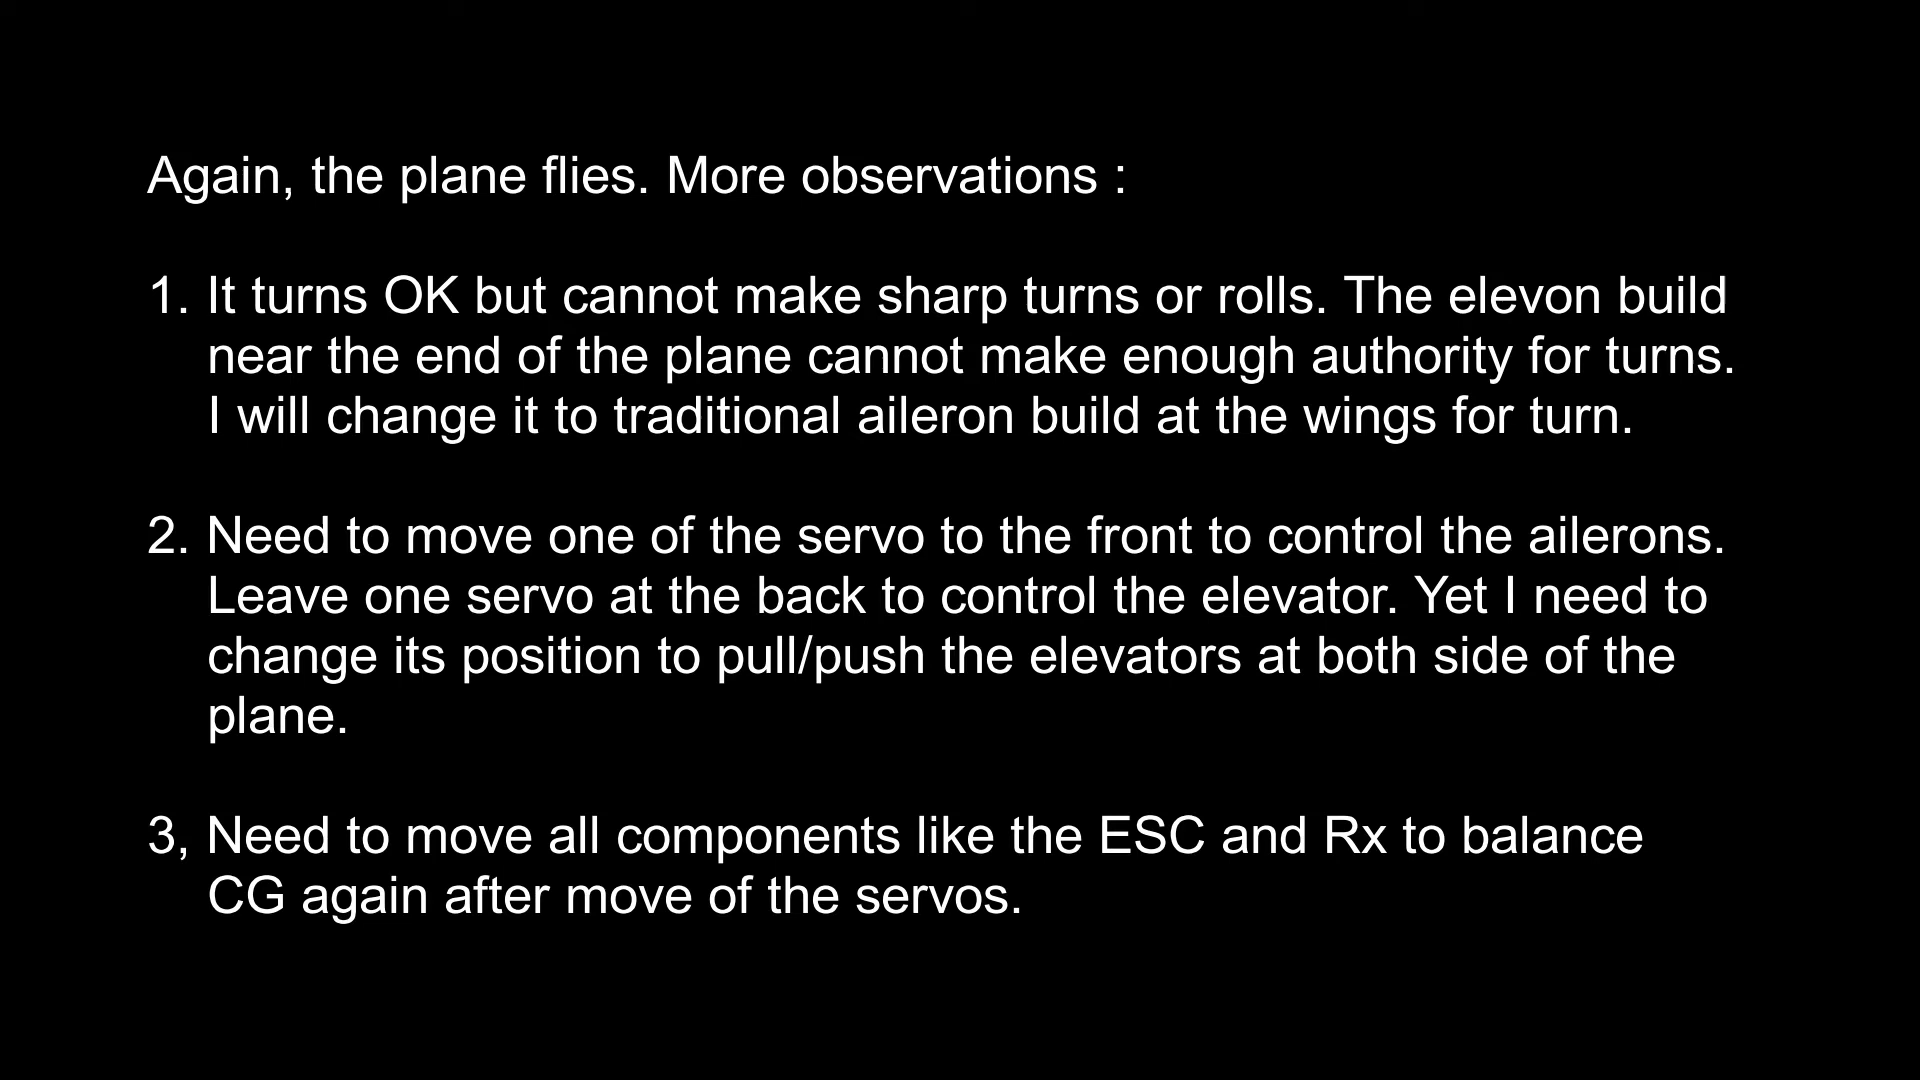 Again, the plane flies. More observations :
1. It turns OK but cannot make sharp turns or rolls. The elevon build
near the end of the plane cannot make enough authority for turns.
I will change it to traditional aileron build at the wings for turn.
2. Need to move one of the servo to the front to control the ailerons.
Leave one servo at the back to control the elevator. Yet I need to
change its position to pull/push the elevators at both side of the
plane.
3, Need to move all components like the ESC and Rx to balance
CG again after move of the servos.